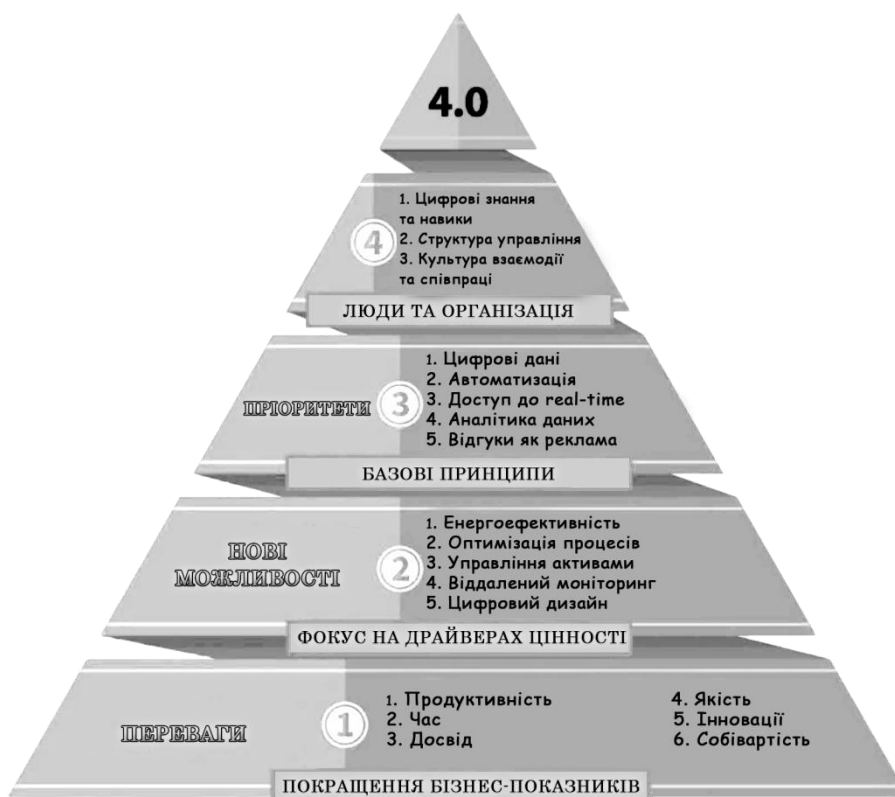 4.0
1. Цифрові знання
та навики
2. Структура управління
3. Культура взаємодії
та співпраці
4
ЛЮДИ ТА ОРГАНІЗАЦІЯ
ПРІОРИТЕТИ
3
1. Цифрові дані
2. Автоматизація
3. Доступ до real-time
4. Аналітика даних
5. Відгуки як реклама
БАЗОВІ ПРИНЦИПИ
НОВІ
МОЖЛИВОСТІ
2
1. Енергоефективність
2. Оптимізація процесів
3. Управління активами
4. Віддалений моніторинг
5. Цифровий дизайн
ФОКУС НА ДРАЙВЕРАХ ЦІННОСТІ
ПЕРЕВАГИ
1
1. Продуктивність
2. Час
3. Досвід
4. Якість
5. Інновації
6. Собівартість
ПОКРАЩЕННЯ БІЗНЕС-ПОКАЗНИКІВ